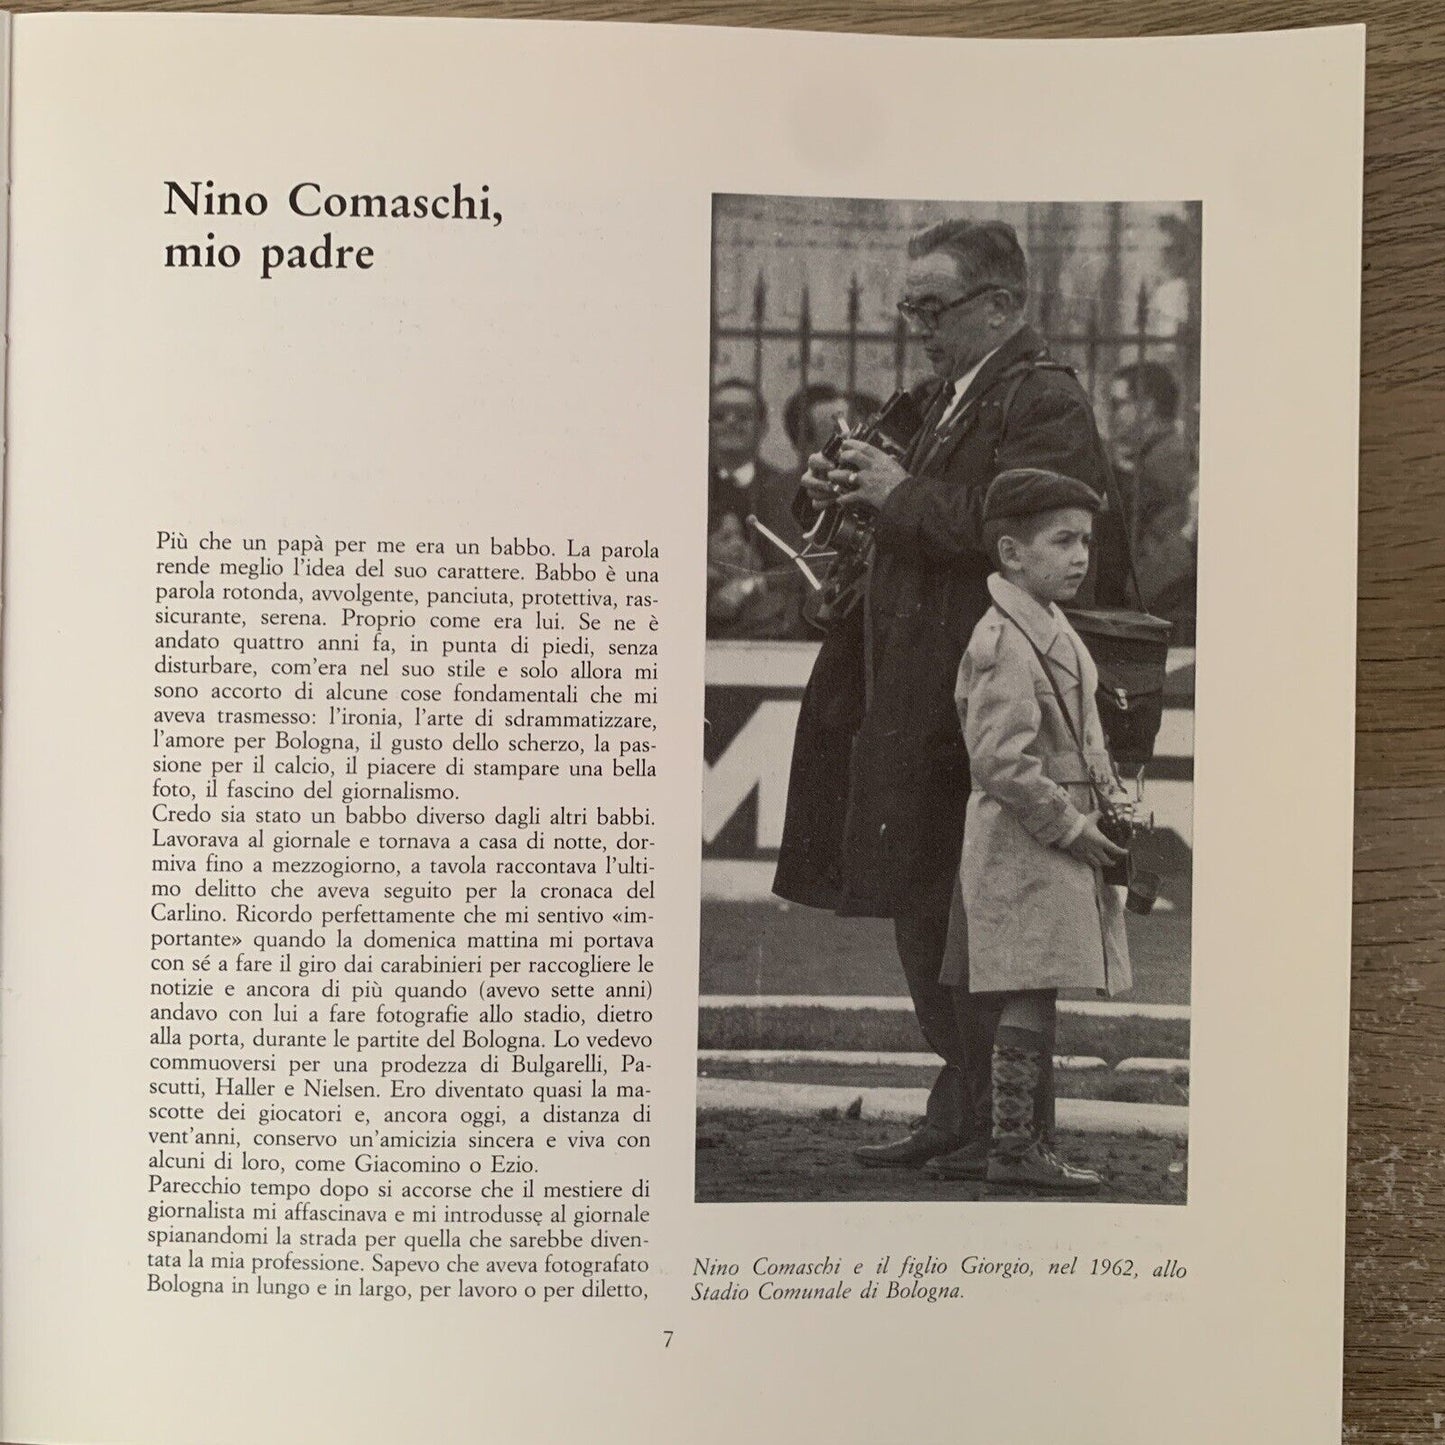 Nino Comaschi,
mio padre
Più che un papà per me era un babbo. La parola
rende meglio l'idea del suo carattere. Babbo è una
parola rotonda, avvolgente, panciuta, protettiva, ras-
sicurante, serena. Proprio come era lui. Se ne è
andato quattro anni fa, in punta di piedi, senza
disturbare, com'era nel suo stile e solo allora mi
sono accorto di alcune cose fondamentali che mi
aveva trasmesso: l'ironia, l'arte di sdrammatizzare,
l'amore per Bologna, il gusto dello scherzo, la pas-
sione per il calcio, il piacere di stampare una bella
foto, il fascino del giornalismo.
Credo sia stato un babbo diverso dagli altri babbi.
Lavorava al giornale e tornava a casa di notte, dor-
miva fino a mezzogiorno, a tavola raccontava l'ulti-
mo delitto che aveva seguito per la cronaca del
Carlino. Ricordo perfettamente che mi sentivo «im-
portante» quando la domenica mattina mi portava
con sé a fare il giro dai carabinieri per raccogliere le
notizie e ancora di più quando (avevo sette anni)
andavo con lui a fare fotografie allo stadio, dietro
alla porta, durante le partite del Bologna. Lo vedevo
commuoversi per una prodezza di Bulgarelli, Pa-
scutti, Haller e Nielsen. Ero diventato quasi la ma-
scotte dei giocatori e, ancora oggi, a distanza di
vent'anni, conservo un'amicizia sincera e viva con
alcuni di loro, come Giacomino o Ezio.
Parecchio tempo dopo si accorse che il mestiere di
giornalista mi affascinava e mi introdusse al giornale
spianandomi la strada per quella che sarebbe diven-
tata la mia professione. Sapevo che aveva fotografato
Bologna in lungo e in largo, per lavoro o per diletto,
Nino Comaschi e il figlio Giorgio, nel 1962, allo
Stadio Comunale di Bologna.
7